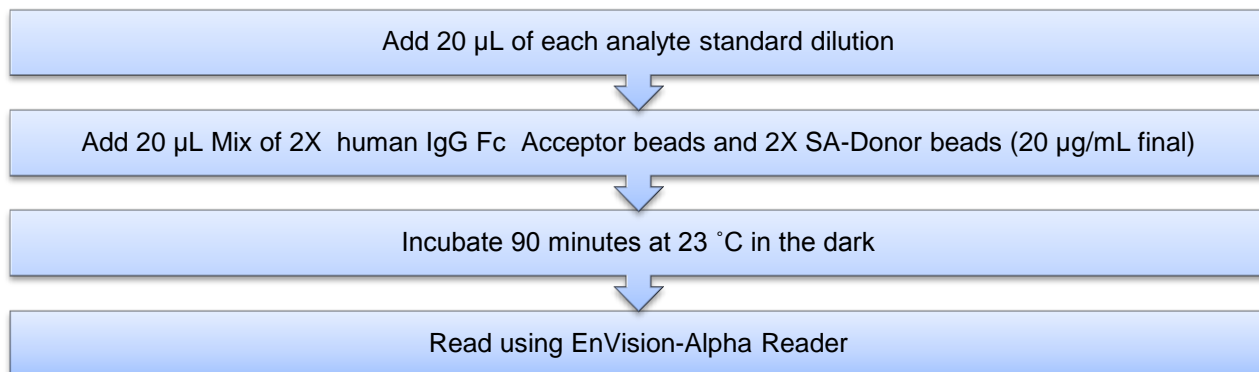 Add 20 µL of each analyte standard dilution
Add 20 µL Mix of 2X  human IgG Fc  Acceptor beads and 2X SA-Donor beads (20 µg/mL final)
Incubate 90 minutes at 23 ˚C in the dark
Read using EnVision-Alpha Reader